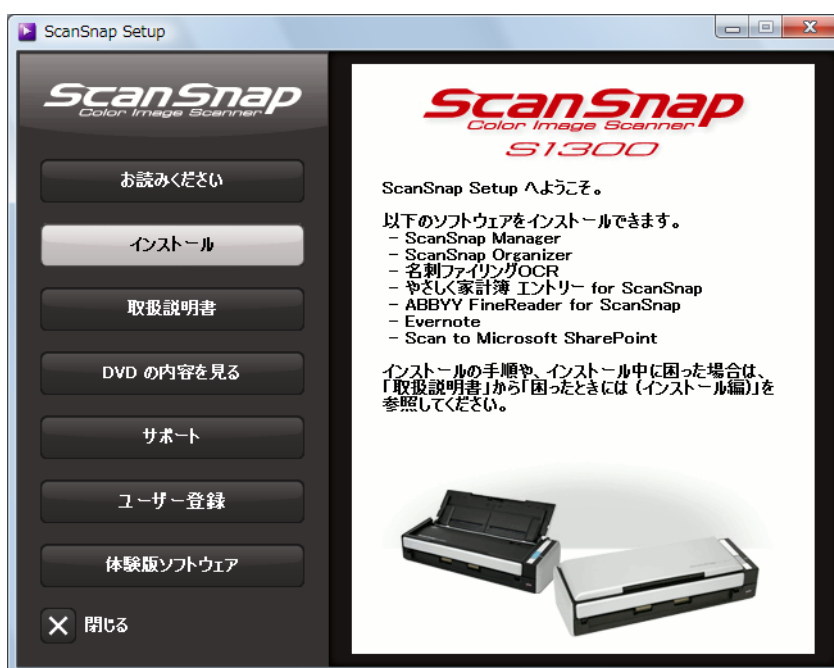 ScanSnap Setup
ScanSnap
Color Image Scanner
お読みください
インストール
取扱説明書
DVD の内容を見る
サポート
ユーザー登録
体験版ソフトウェア
閉じる
ScanSnap
Color Image Scanner
S1300
ScanSnap Setup へようこそ。
以下のソフトウェアをインストールできます。
- ScanSnap Manager
- ScanSnap Organizer
- 名刺ファイリングOCR
- やさしく家計簿 エントリー for ScanSnap
- ABBYY FineReader for ScanSnap
- Evernote
- Scan to Microsoft SharePoint
インストールの手順や、インストール中に困った場合は、
「取扱説明書」から「困ったときには (インストール編)」を
参照してください。